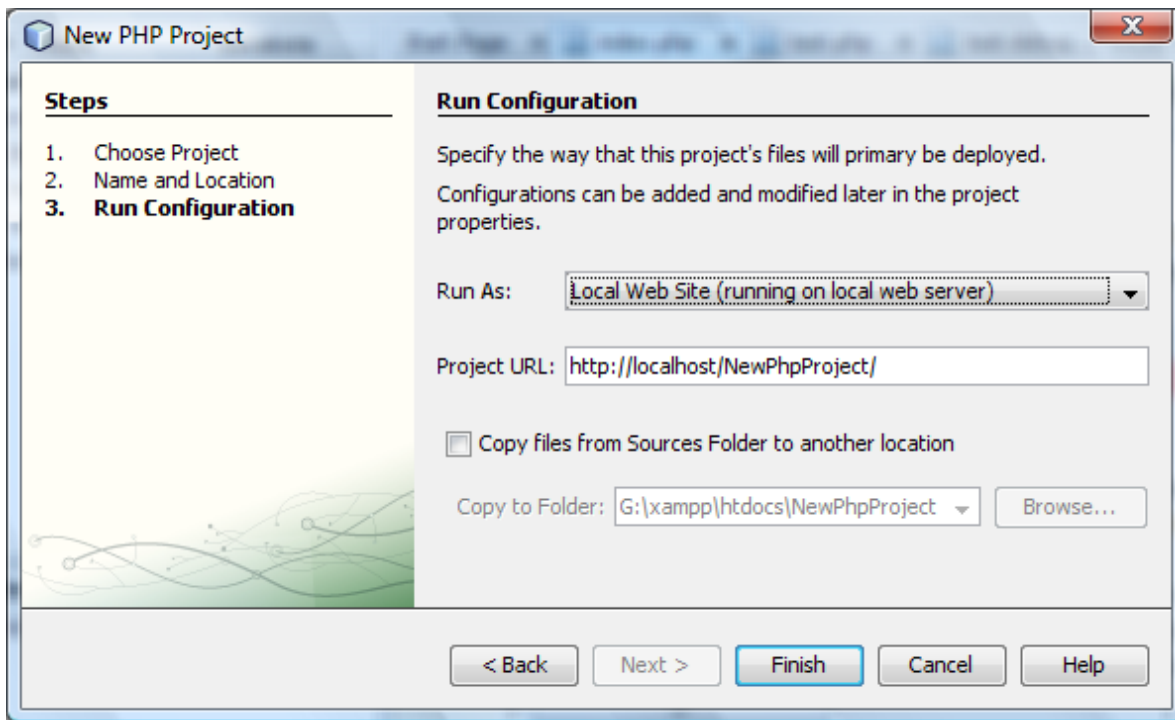 New PHP Project
Steps
1. Choose Project
2. Name and Location
3. Run Configuration
Run Configuration
Specify the way that this project's files will primary be deployed.
Configurations can be added and modified later in the project
properties.
Run As: Local Web Site (running on local web server)
Project URL: http://localhost/NewPhpProject/
Copy files from Sources Folder to another location
Copy to Folder: G:\xampp\htdocs\NewPhpProject Browse...
< Back Next > Finish Cancel Help